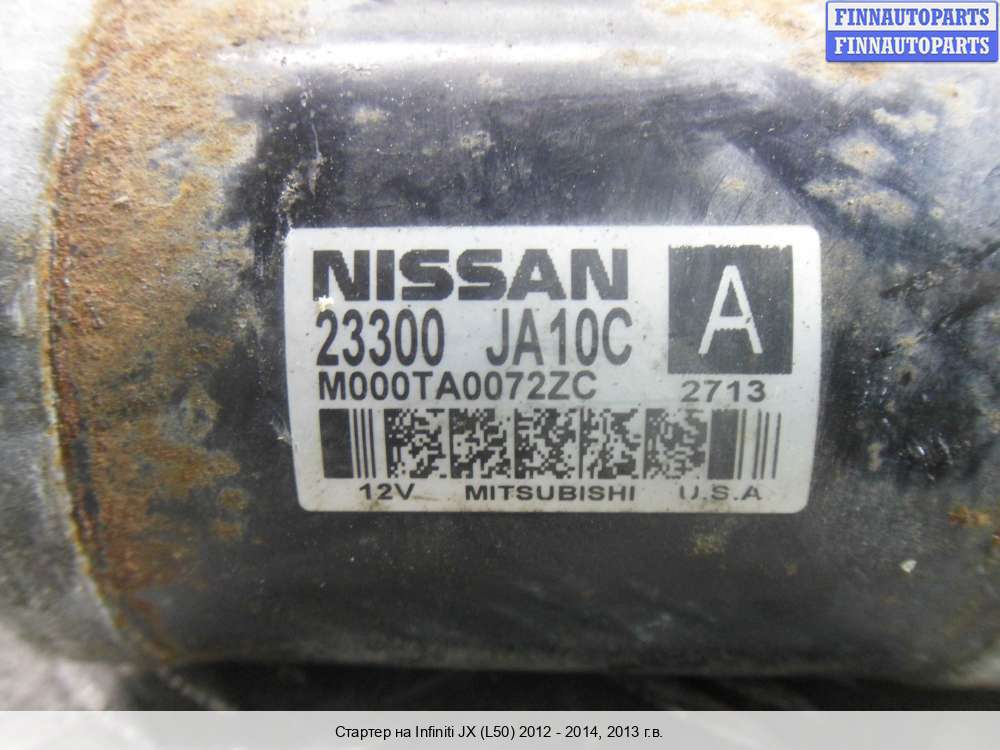 FINNAUTOPARTS
FINNAUTOPARTS
NISSAN
A
23300 JA10C
M000TA0072ZC 2713
12V MITSUBISHI U.S.A
Стартер на Infiniti JX (L50) 2012 - 2014, 2013 г.в.